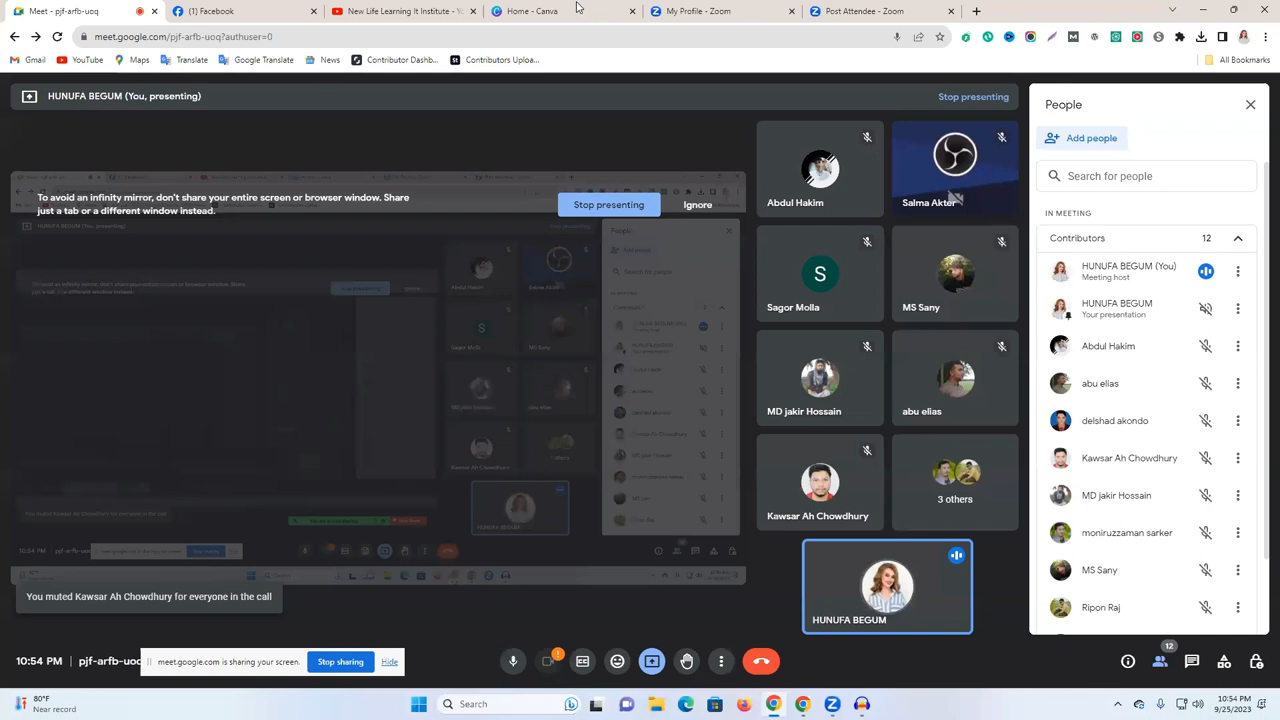 Meet - pjf-arfb-uoq
(1) Facebook
New Life Learning It Institute - Yo
Home - Canva
My Profile - Zoom
Post Attendee - Zoom
meet.google.com/pjf-arfb-uoq?authuser=0
Gmail
YouTube
Maps
Translate
Google Translate
News
Contributor Dashb...
Contributors Uploa...
All Bookmarks
HUNUFA BEGUM (You, presenting)
Stop presenting
To avoid an infinity mirror, don't share your entire screen or browser window. Share
just a tab or a different window instead.
Stop presenting
Ignore
Abdul Hakim
Salma Akter
S
Sagor Molla
MS Sany
MD jakir Hossain
abu elias
Kawsar Ah Chowdhury
3 others
HUNUFA BEGUM
You muted Kawsar Ah Chowdhury for everyone in the call
People
Add people
Search for people
IN MEETING
Contributors
12
HUNUFA BEGUM (You)
Meeting host
HUNUFA BEGUM
Your presentation
Abdul Hakim
abu elias
delshad akondo
Kawsar Ah Chowdhury
MD jakir Hossain
moniruzzaman sarker
MS Sany
Ripon Raj
10:54 PM
pjf-arfb-uoq
meet.google.com is sharing your screen.
Stop sharing
Hide
12
80°F
Near record
Search
10:54 PM
9/25/2023